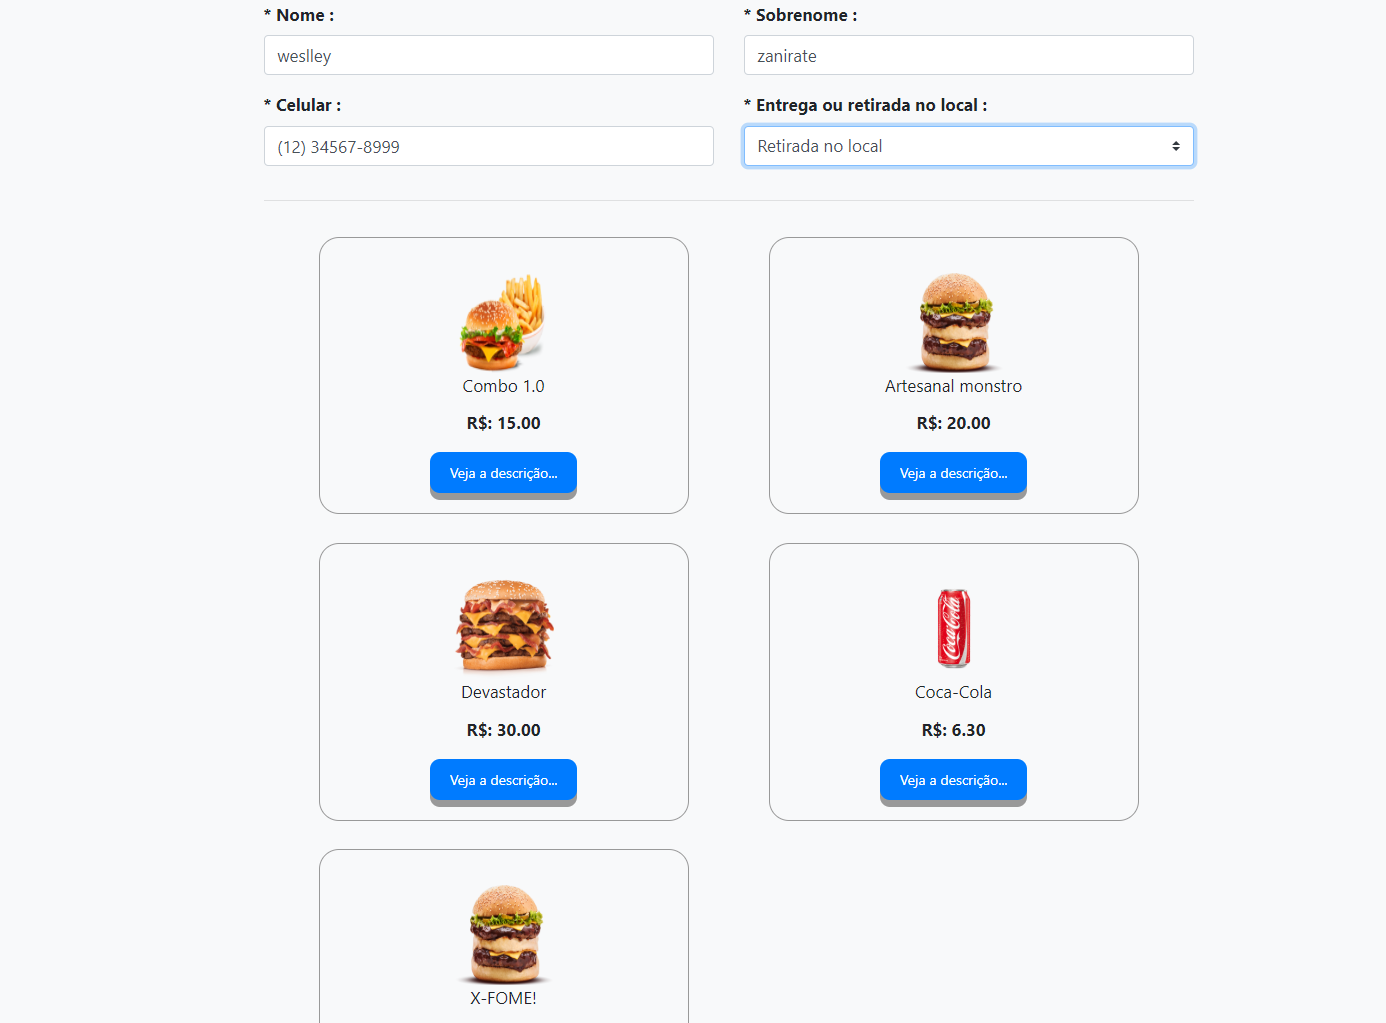 * Nome :
* Sobrenome :
weslley
zanirate
* Celular :
* Entrega ou retirada no local :
(12) 34567-8999
Retirada no local
Combo 1.0
R$: 15.00
Veja a descrição...
Artesanal monstro
R$: 20.00
Veja a descrição...
Devastador
R$: 30.00
Veja a descrição...
Coca-Cola
Coca-Cola
R$: 6.30
Veja a descrição...
X-FOME!